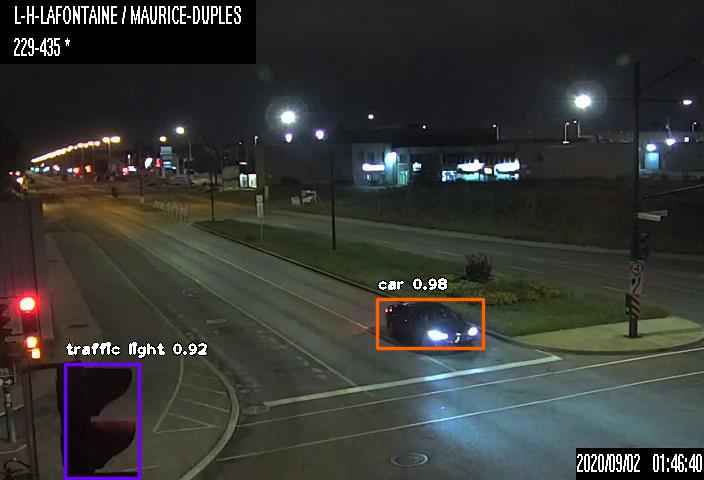 L-H-LAFONTAINE / MAURICE-DUPLES
229-435 *
car 0.98
traffic light 0.92
2020/09/02 01:46:40